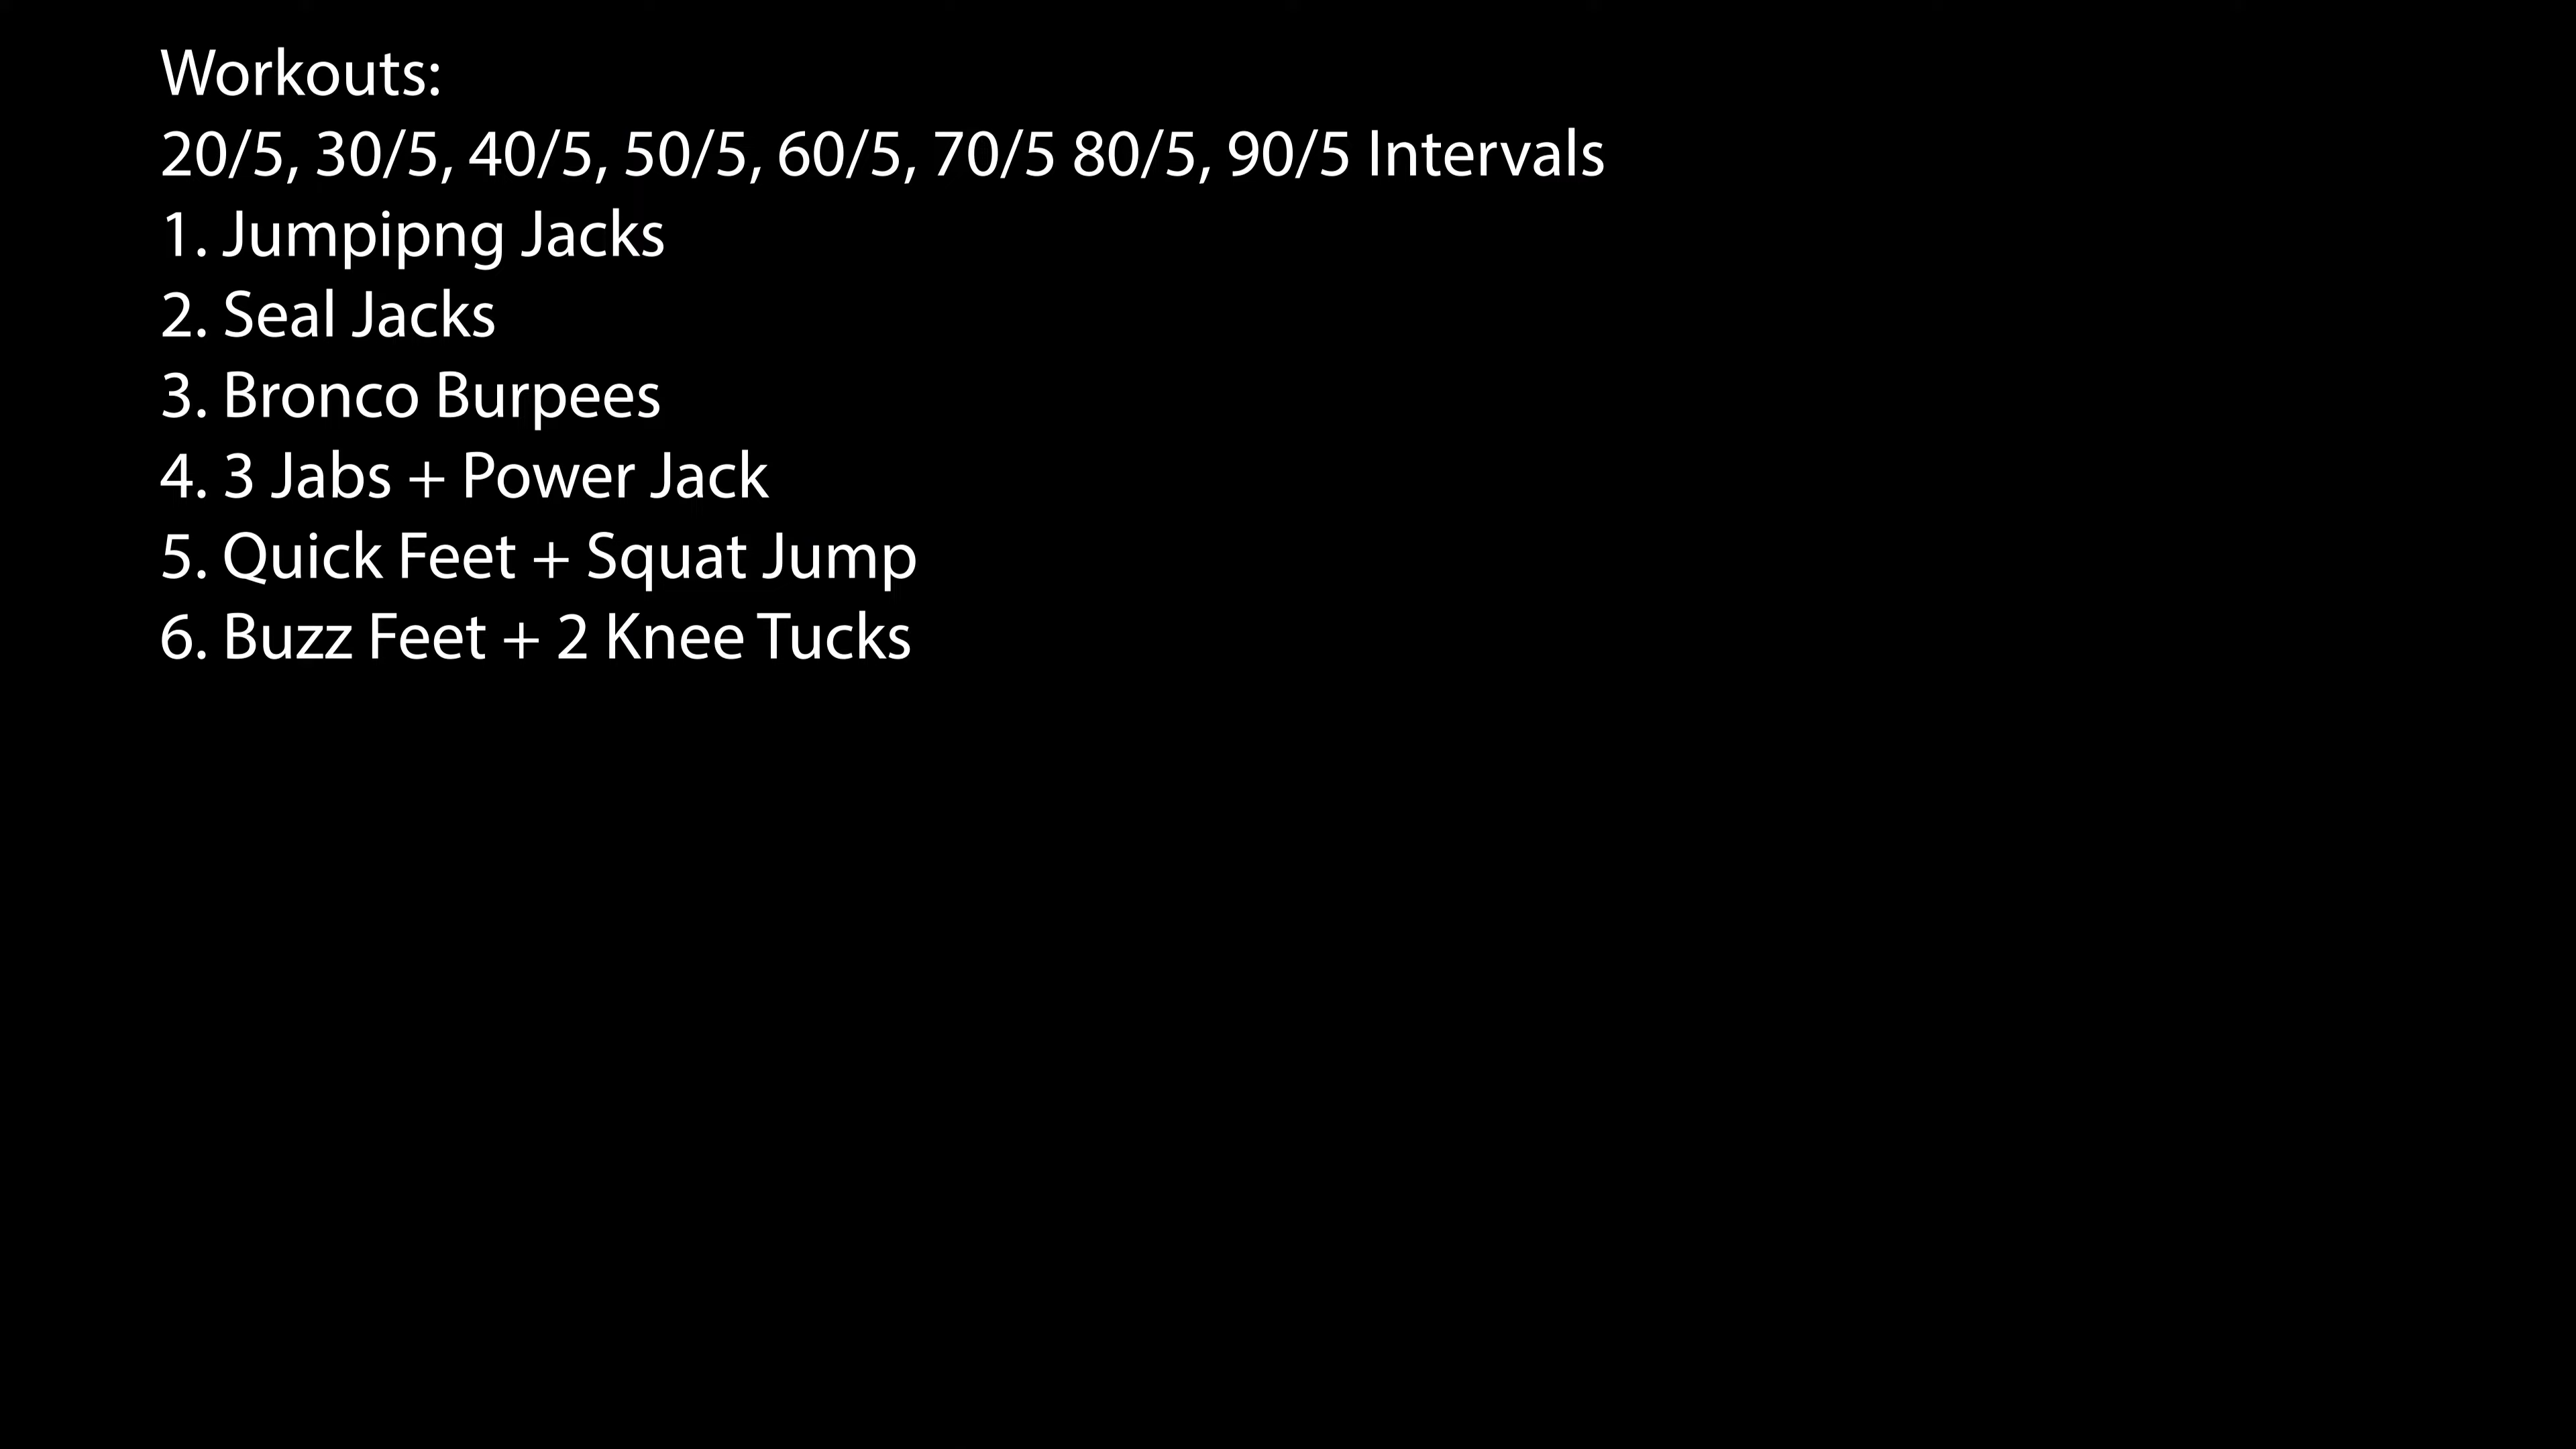 Workouts:
20/5, 30/5, 40/5, 50/5, 60/5, 70/5 80/5, 90/5 Intervals
1. Jumpipng Jacks
2. Seal Jacks
3. Bronco Burpees
4. 3 Jabs + Power Jack
5. Quick Feet + Squat Jump
6. Buzz Feet + 2 Knee Tucks